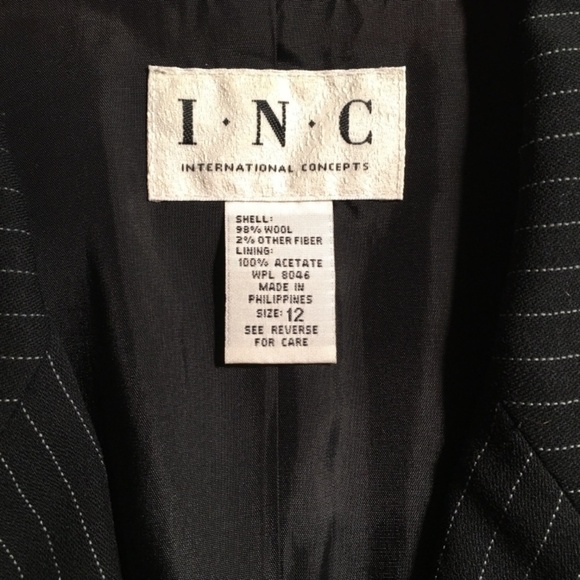 I·N·C
INTERNATIONAL CONCEPTS
SHELL:
98% WOOL
2% OTHER FIBER
LINING:
100% ACETATE
WPL 8046
MADE IN
PHILIPPINES
SIZE: 12
SEE REVERSE
FOR CARE